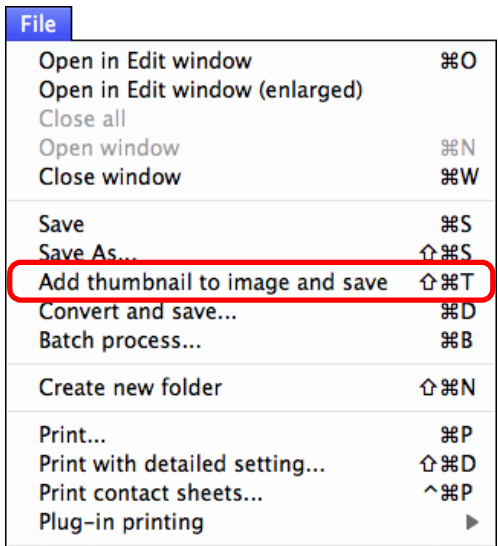 File
Open in Edit window ⌘O
Open in Edit window (enlarged)
Close all
Open window ⌘N
Close window ⌘W
Save ⌘S
Save As... ⇧⌘S
Add thumbnail to image and save ⇧⌘T
Convert and save... ⌘D
Batch process... ⌘B
Create new folder ⇧⌘N
Print... ⌘P
Print with detailed setting... ⇧⌘D
Print contact sheets... ^⌘P
Plug-in printing ▶